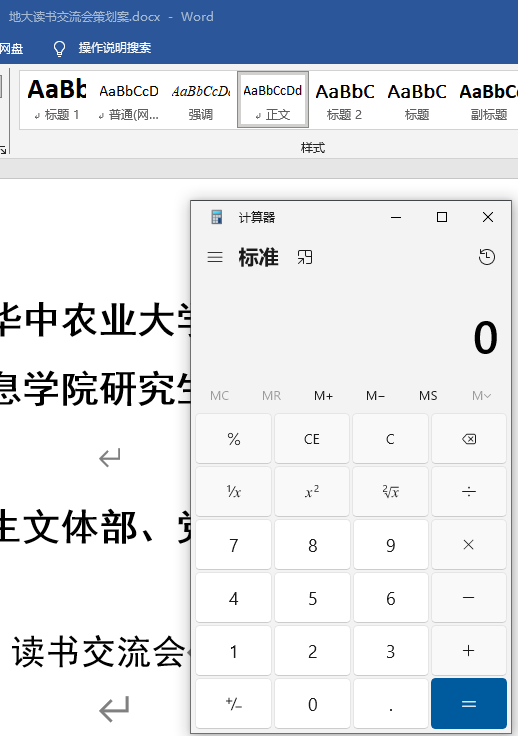 地大读书交流会策划案.docx - Word
网盘 操作说明搜索
AaBb AaBbCcD AaBbCcDc AaBbCcDd AaBbC AaBbC AaBbCc
标题 1 普通(网... 强调 正文 标题 2 标题 副标题
样式
计算器
标准
华中农业大学
0
息学院研究生
MC MR M+ M− MS M
% CE C
¹/x x² ²√x ÷
生文体部、党
7 8 9 ×
4 5 6 −
读书交流会
1 2 3 +
+/− 0 . =